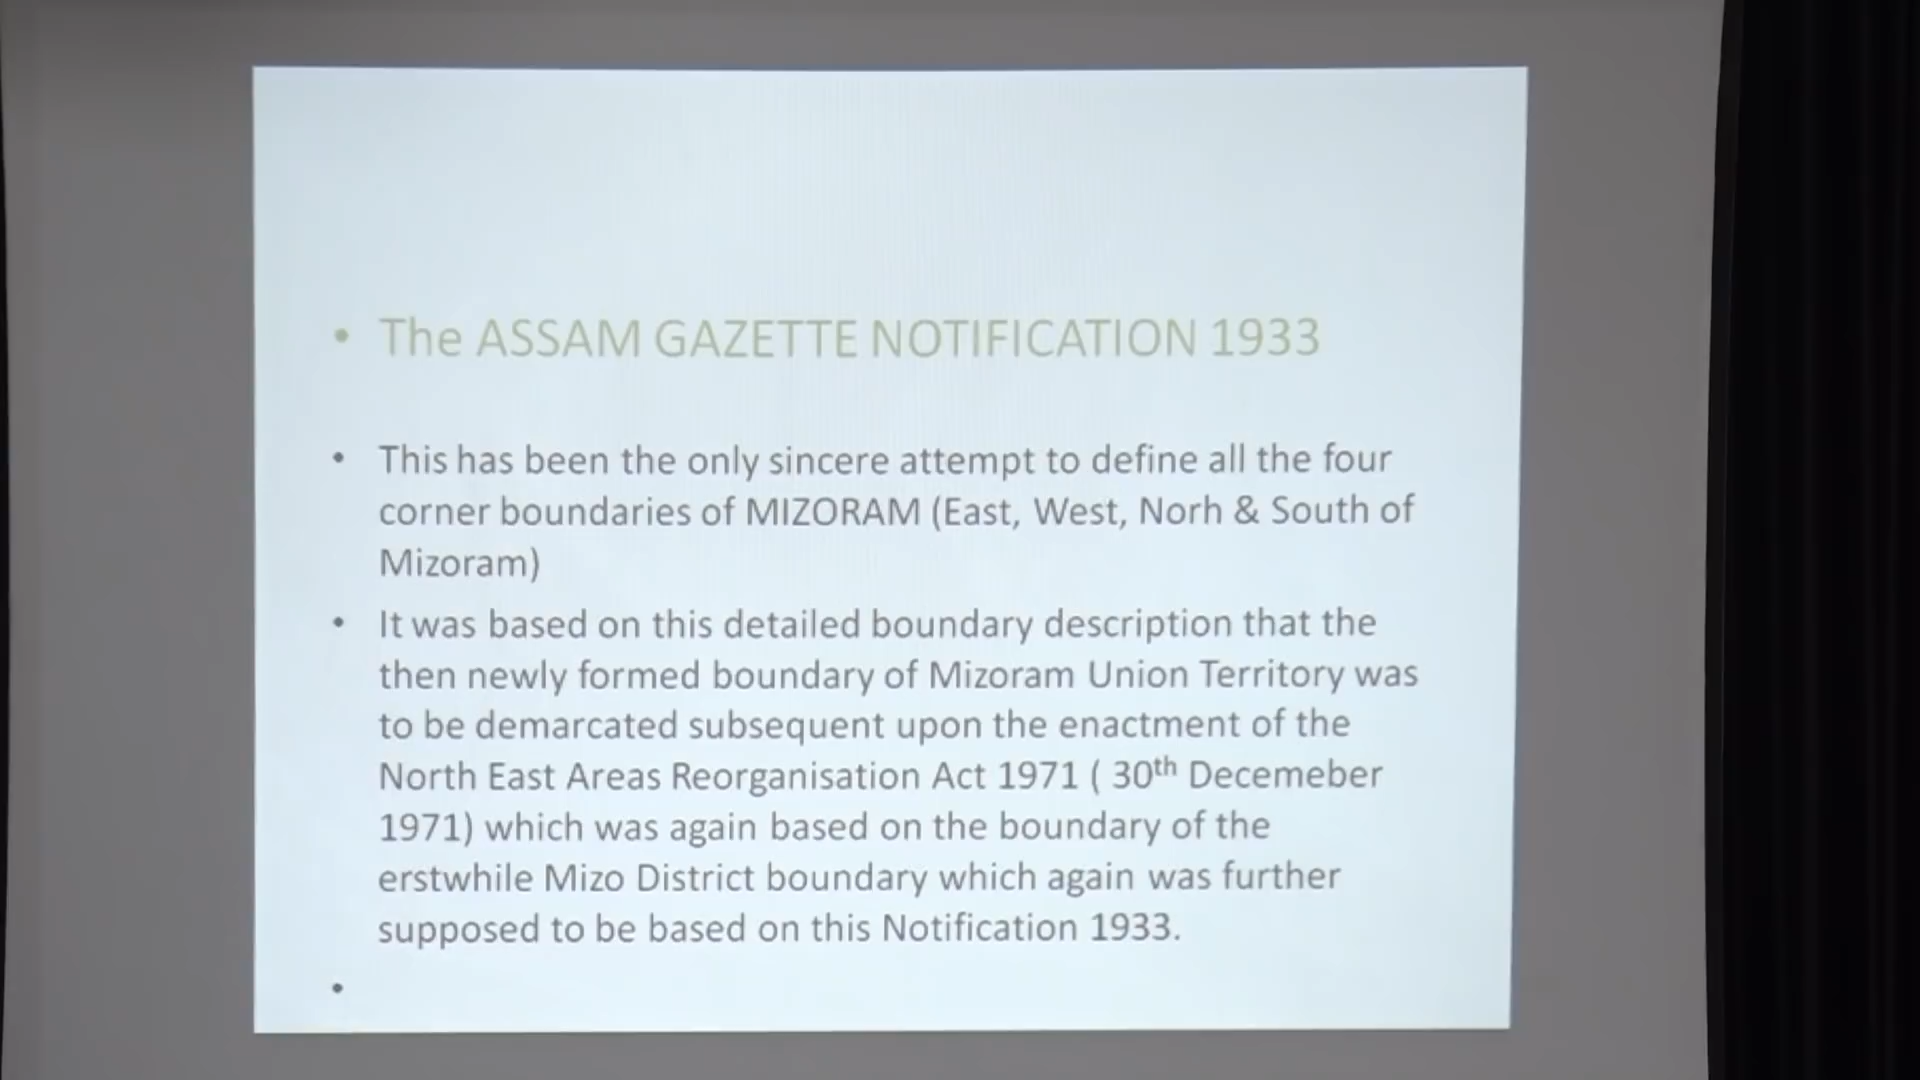 • The ASSAM GAZETTE NOTIFICATION 1933
• This has been the only sincere attempt to define all the four
corner boundaries of MIZORAM (East, West, Norh & South of
Mizoram)
• It was based on this detailed boundary description that the
then newly formed boundary of Mizoram Union Territory was
to be demarcated subsequent upon the enactment of the
North East Areas Reorganisation Act 1971 ( 30th Decemeber
1971) which was again based on the boundary of the
erstwhile Mizo District boundary which again was further
supposed to be based on this Notification 1933.
•